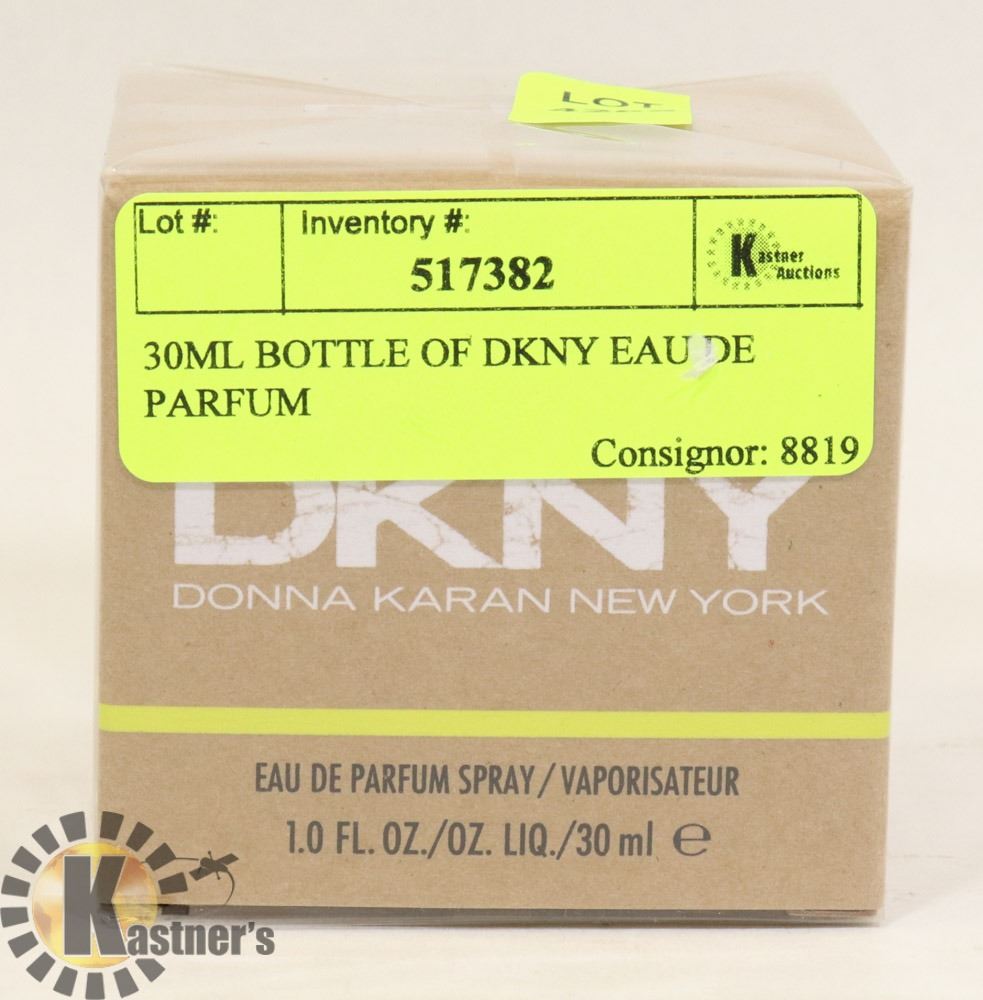 LOT
Lot #:
Inventory #:
517382
Kastner
Auctions
30ML BOTTLE OF DKNY EAU DE
PARFUM
Consignor: 8819
DKNY
DONNA KARAN NEW YORK
EAU DE PARFUM SPRAY/VAPORISATEUR
1.0 FL. OZ./OZ. LIQ./30 ml ℮
Kastner's